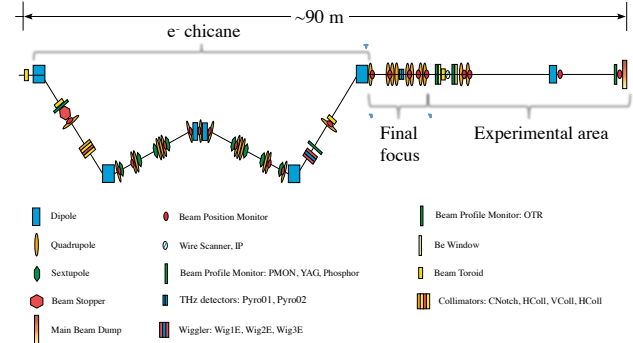 ~90 m
e- chicane
Final
focus
Experimental area
Dipole
Beam Position Monitor
Beam Profile Monitor: OTR
Quadrupole
Wire Scanner, IP
Be Window
Sextupole
Beam Profile Monitor: PMON, YAG, Phosphor
Beam Toroid
Beam Stopper
THz detectors: Pyro01, Pyro02
Collimators: CNotch, HColl, VColl, HColl
Main Beam Dump
Wiggler: Wig1E, Wig2E, Wig3E